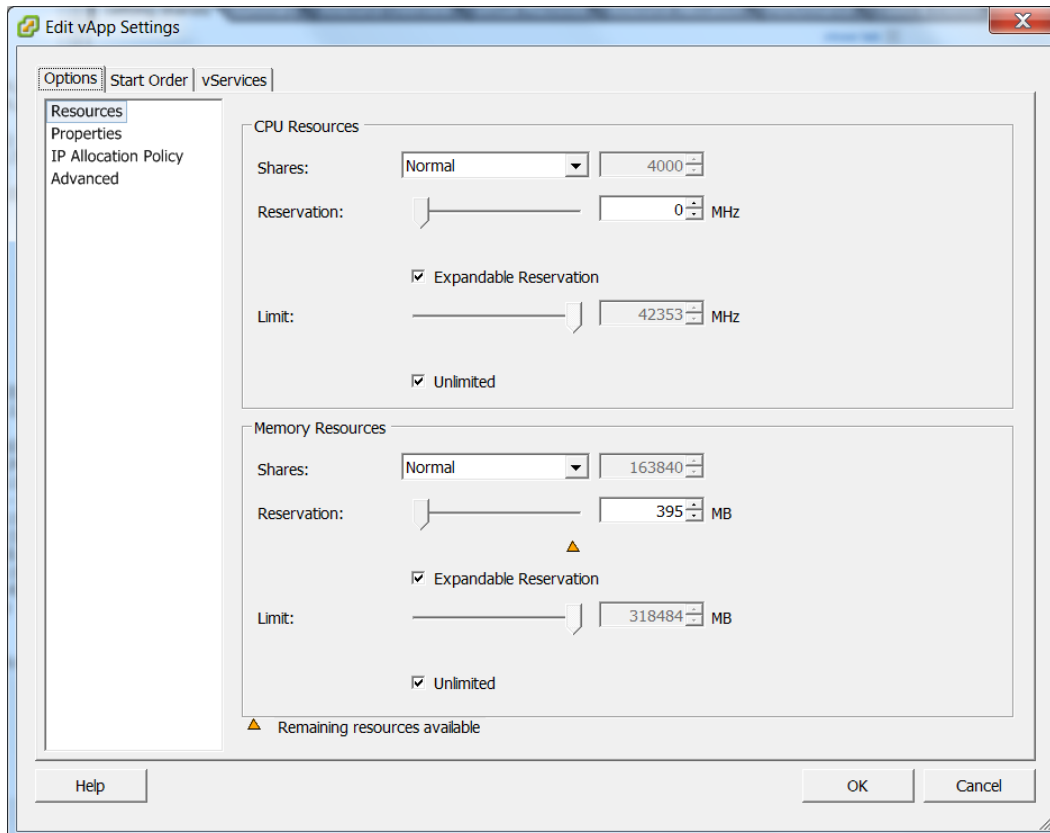 Edit vApp Settings
Options Start Order vServices
Resources
Properties
IP Allocation Policy
Advanced
CPU Resources
Shares: Normal 4000
Reservation: 0 MHz
Expandable Reservation
Limit: 42353 MHz
Unlimited
Memory Resources
Shares: Normal 163840
Reservation: 395 MB
Expandable Reservation
Limit: 318484 MB
Unlimited
Remaining resources available
Help OK Cancel